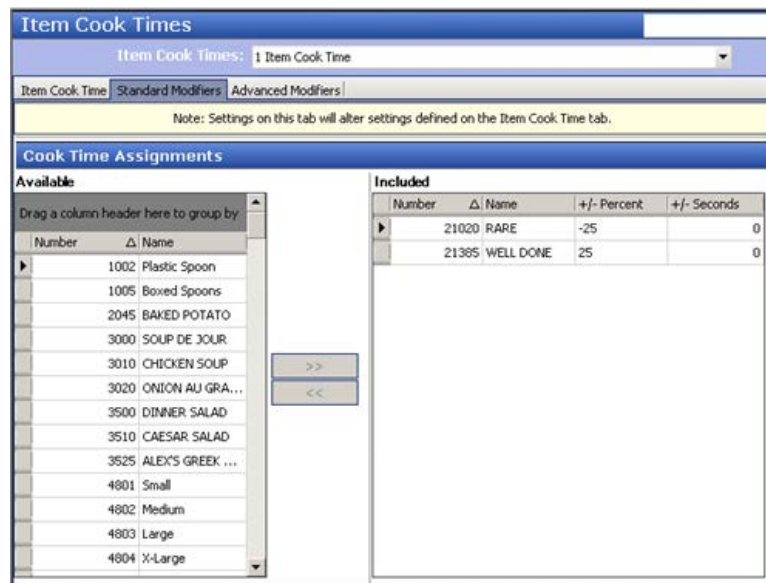 Item Cook Times
Item Cook Times: 1 Item Cook Time
Item Cook Time Standard Modifiers Advanced Modifiers
Note: Settings on this tab will alter settings defined on the Item Cook Time tab.
Cook Time Assignments
Available
Drag a column header here to group by
Number Name
1002 Plastic Spoon
1005 Boxed Spoons
2045 BAKED POTATO
3000 SOUP DE JOUR
3010 CHICKEN SOUP
3020 ONION AU GRA...
3500 DINNER SALAD
3510 CAESAR SALAD
3525 ALEX'S GREEK ...
4801 Small
4802 Medium
4803 Large
4804 X-Large
>>
<<
Included
Number Name +/- Percent +/- Seconds
21020 RARE -25 0
21385 WELL DONE 25 0